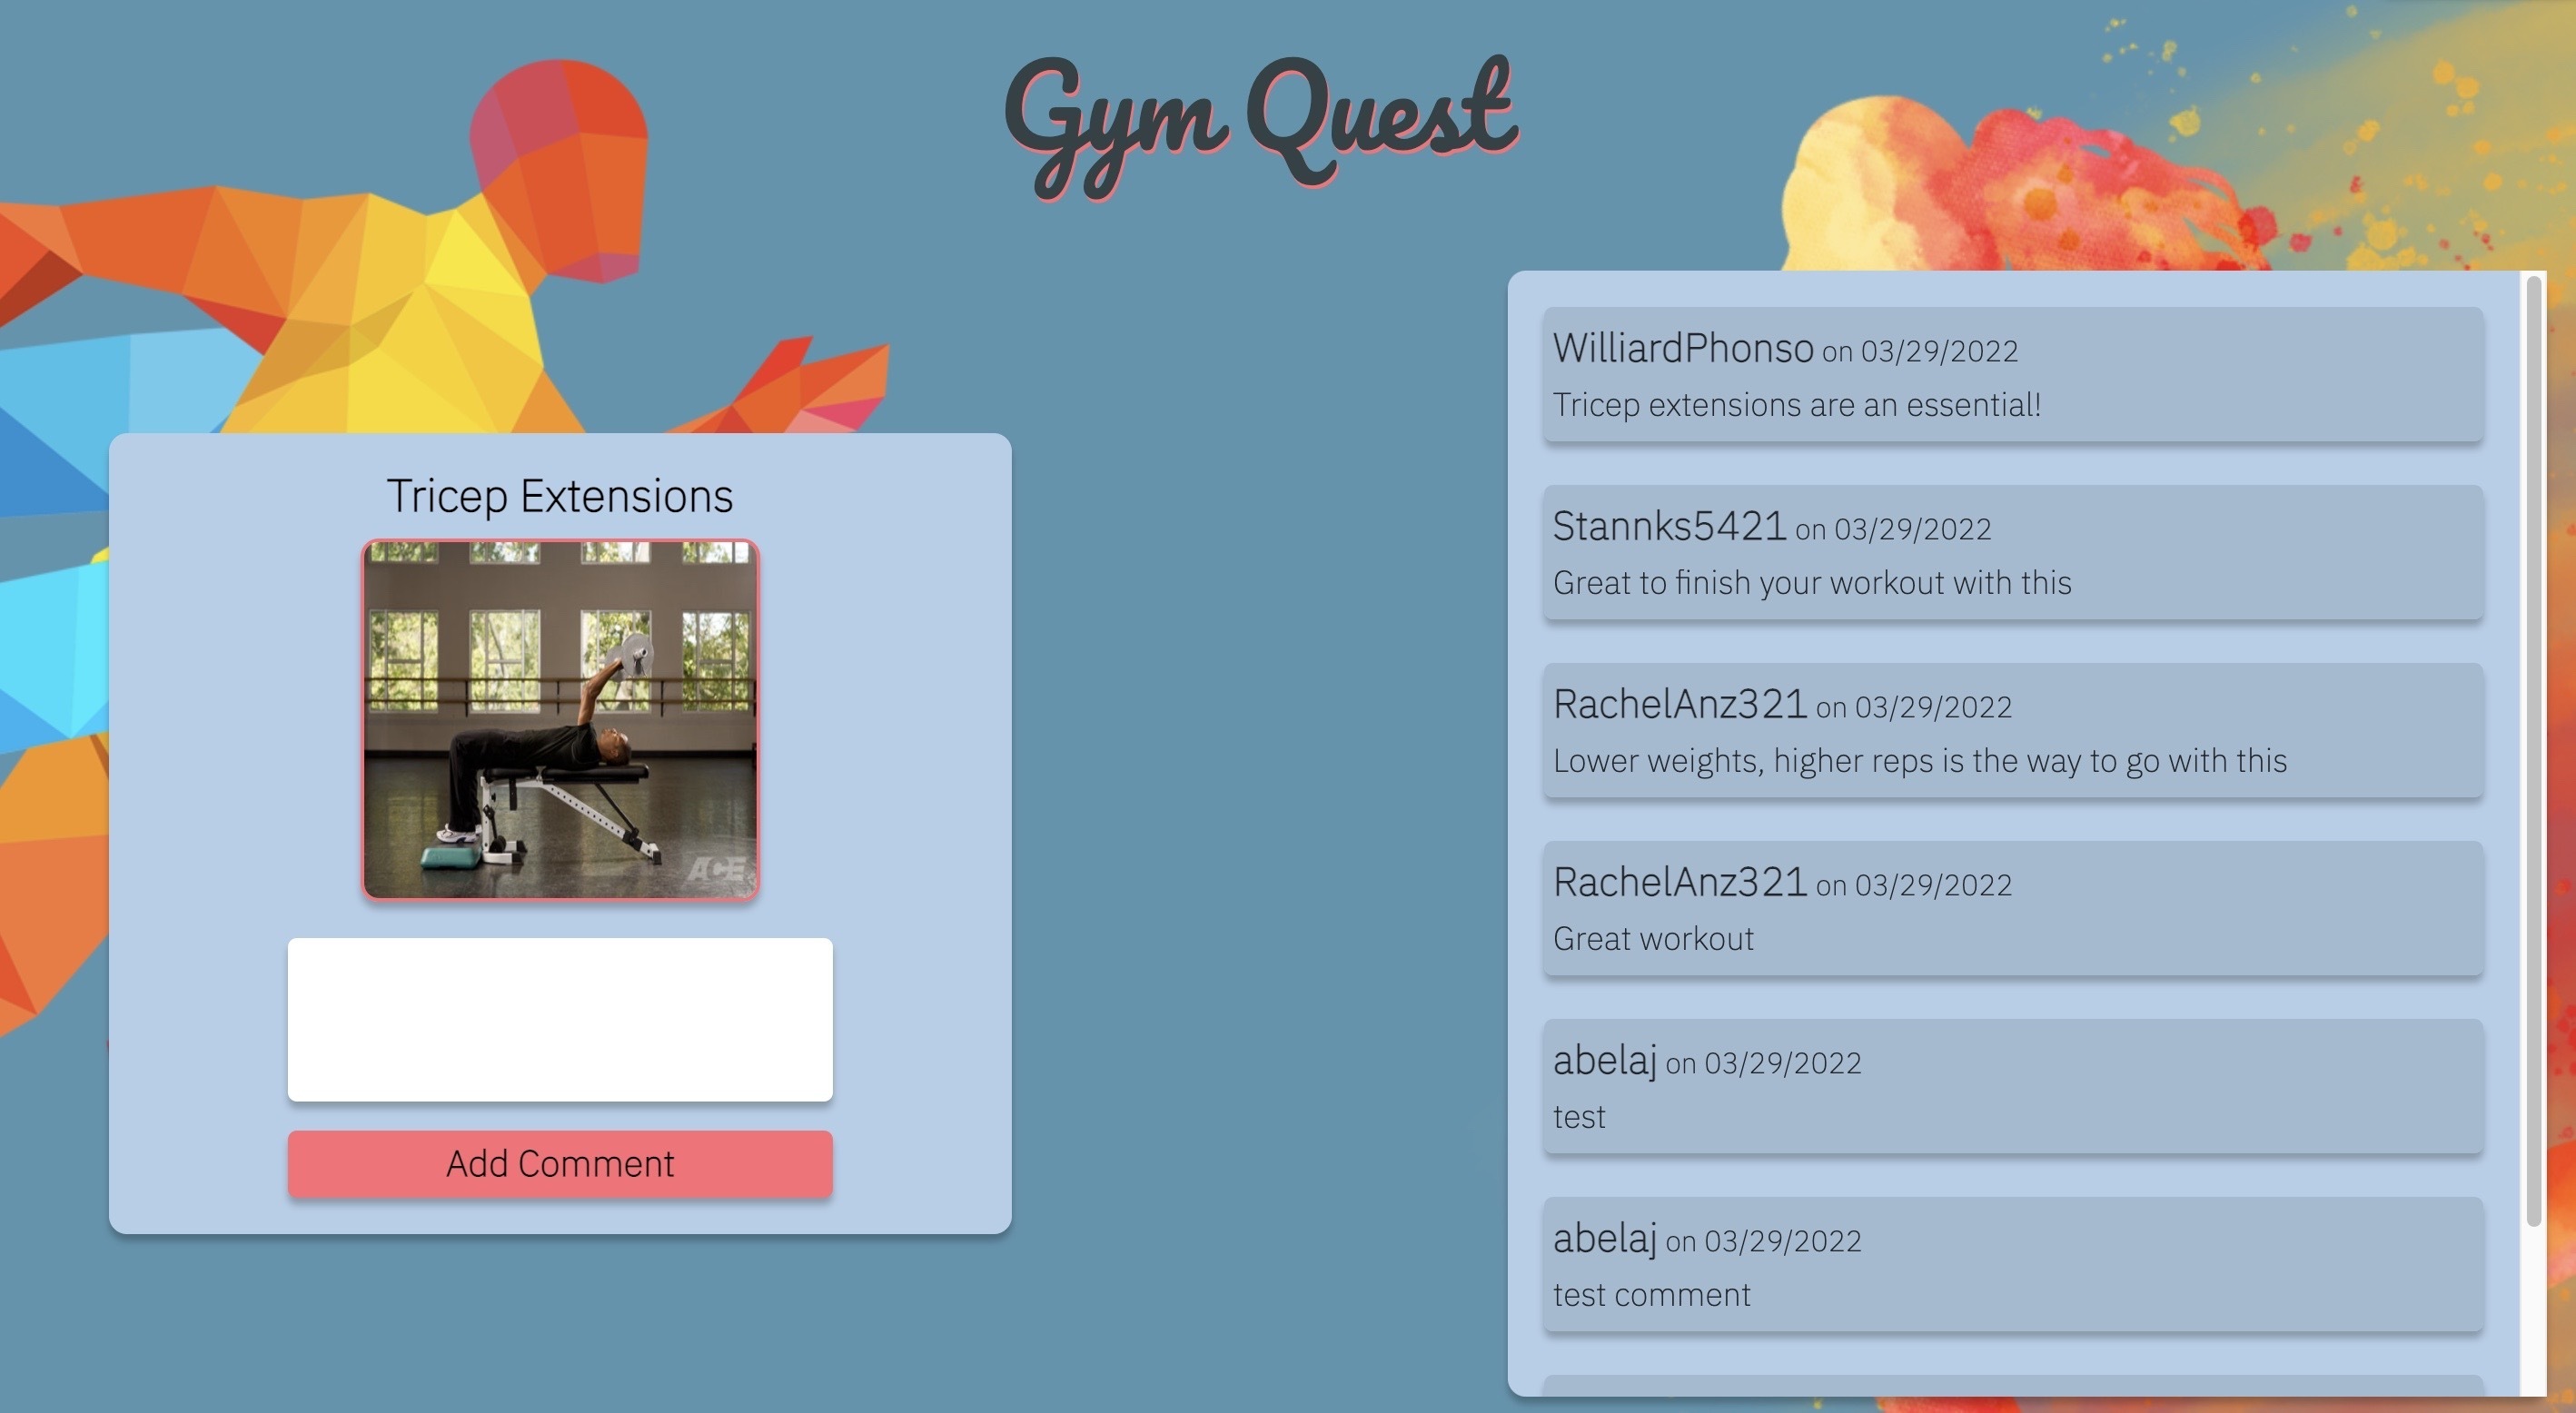 Gym Quest
Tricep Extensions
ACE
Add Comment
WilliardPhonso on 03/29/2022
Tricep extensions are an essential!
Stannks5421 on 03/29/2022
Great to finish your workout with this
RachelAnz321 on 03/29/2022
Lower weights, higher reps is the way to go with this
RachelAnz321 on 03/29/2022
Great workout
abelaj on 03/29/2022
test
abelaj on 03/29/2022
test comment